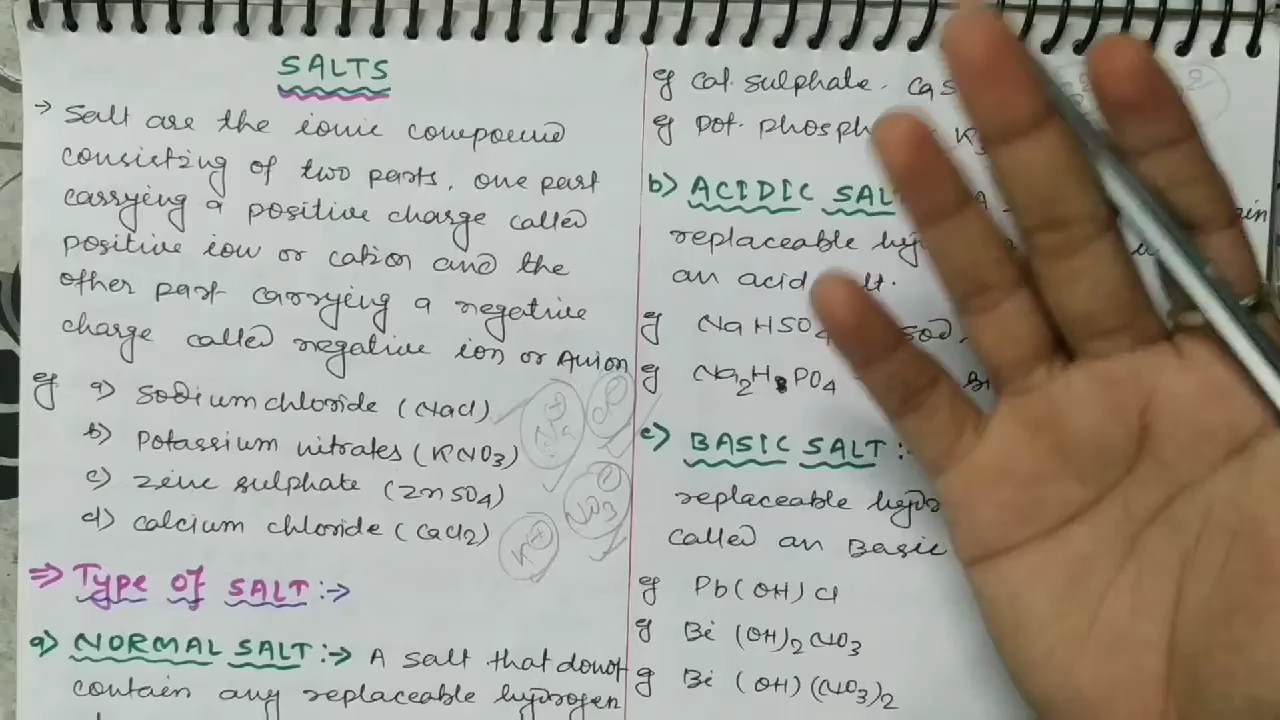 SALTS
→ Salt are the ionic compound
consisting of two parts, one part
carrying a positive charge called
positive ion or cation and the
other part carrying a negative
charge called negative ion or Anion
eg a) Sodium chloride (NaCl)
b) Potassium nitrates (KNO3)
c) zinc sulphate (ZnSO4)
d) calcium chloride (CaCl2)
Na+
Cl-
NO3-
K+
⇒ Type of SALT:→
a) NORMAL SALT:→ A salt that donot
contain any replaceable hydrogen
eg cal. sulphate.
eg Pot.
b) ACIDIC
replaceable
an acid
eg NaHSO4 sod.
eg Na2H PO4
c) BASIC SALT:
replaceable
called an Basic
eg Pb(OH)Cl
eg Bi (OH)2NO3
eg Bi (OH)(NO3)2